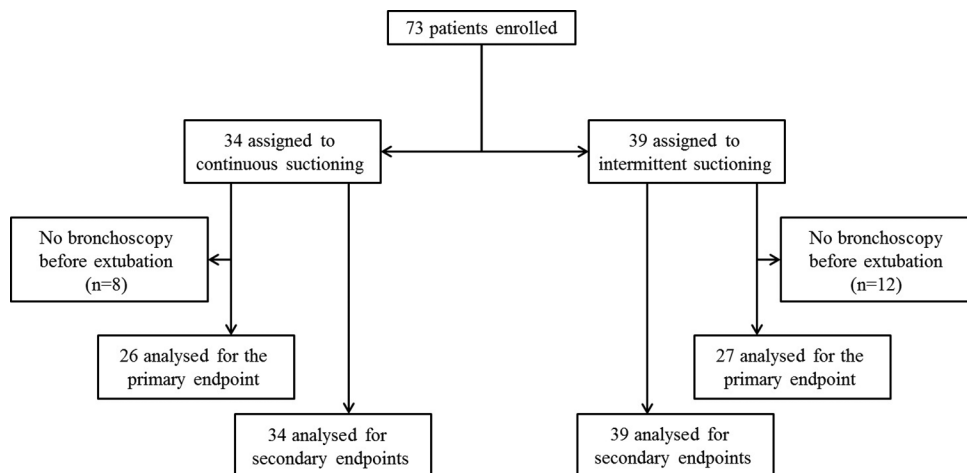 73 patients enrolled
34 assigned to
continuous suctioning
39 assigned to
intermittent suctioning
No bronchoscopy
before extubation
(n=8)
No bronchoscopy
before extubation
(n=12)
26 analysed for the
primary endpoint
27 analysed for the
primary endpoint
34 analysed for
secondary endpoints
39 analysed for
secondary endpoints